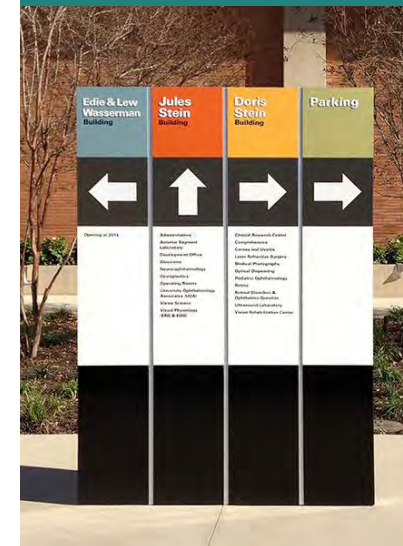 Edie & Lew
Wasserman
Building
Jules
Stein
Building
Doris
Stein
Building
Parking
Opening in 2014
Administration
Anterior Segment
Laboratory
Development Office
Glaucoma
Neuro-ophthalmology
Orbital
Operating Rooms
University Ophthalmology
Associates (UOA)
Vision Science
Visual Physiology
(ERG & EOG)
Clinical Research Center
Comprehensive
Cornea and Uveitis
Laser Refractive Surgery
Medical Photography
Optical Dispensing
Pediatric Ophthalmology
Retina
Retinal Disorders &
Ophthalmic Genetics
Ultrasound Laboratory
Vision Rehabilitation Center